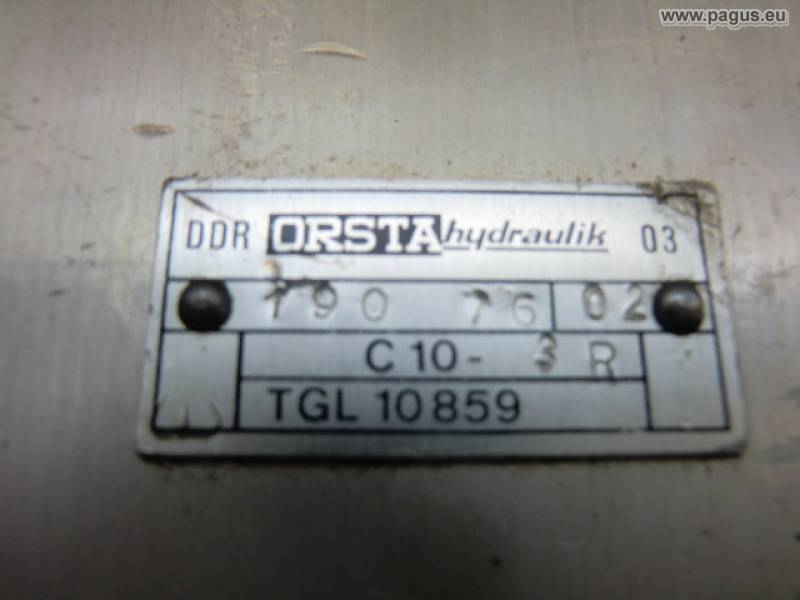 www.pagus.eu
DDR ORSTA hydraulik 03
190 76 02
C 10- 3 R
TGL 10859